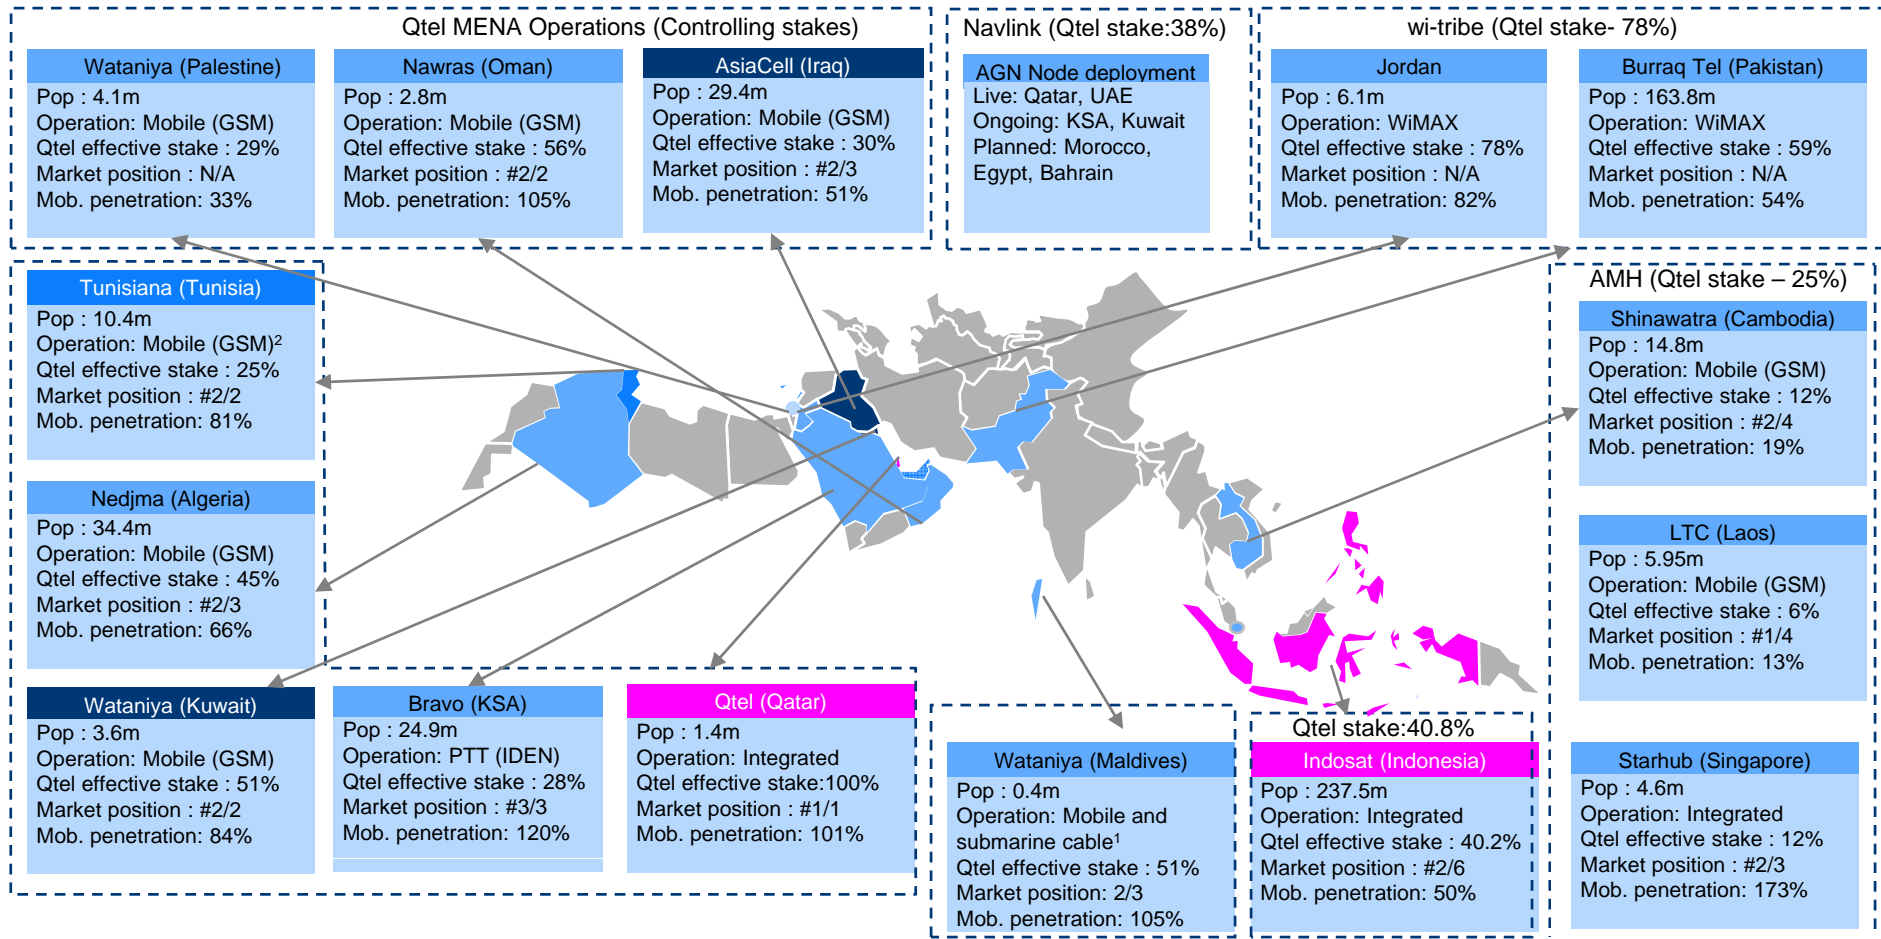 Qtel MENA Operations (Controlling stakes)
Wataniya (Palestine)
Pop : 4.1m
Operation: Mobile (GSM)
Qtel effective stake : 29%
Market position : N/A
Mob. penetration: 33%
Nawras (Oman)
Pop : 2.8m
Operation: Mobile (GSM)
Qtel effective stake : 56%
Market position : #2/2
Mob. penetration: 105%
AsiaCell (Iraq)
Pop : 29.4m
Operation: Mobile (GSM)
Qtel effective stake : 30%
Market position : #2/3
Mob. penetration: 51%
Navlink (Qtel stake:38%)
AGN Node deployment
Live: Qatar, UAE
Ongoing: KSA, Kuwait
Planned: Morocco,
Egypt, Bahrain
wi-tribe (Qtel stake- 78%)
Jordan
Pop : 6.1m
Operation: WiMAX
Qtel effective stake : 78%
Market position : N/A
Mob. penetration: 82%
Burraq Tel (Pakistan)
Pop : 163.8m
Operation: WiMAX
Qtel effective stake : 59%
Market position : N/A
Mob. penetration: 54%
Tunisiana (Tunisia)
Pop : 10.4m
Operation: Mobile (GSM)²
Qtel effective stake : 25%
Market position : #2/2
Mob. penetration: 81%
Nedjma (Algeria)
Pop : 34.4m
Operation: Mobile (GSM)
Qtel effective stake : 45%
Market position : #2/3
Mob. penetration: 66%
Wataniya (Kuwait)
Pop : 3.6m
Operation: Mobile (GSM)
Qtel effective stake : 51%
Market position : #2/2
Mob. penetration: 84%
Bravo (KSA)
Pop : 24.9m
Operation: PTT (IDEN)
Qtel effective stake : 28%
Market position : #3/3
Mob. penetration: 120%
Qtel (Qatar)
Pop : 1.4m
Operation: Integrated
Qtel effective stake:100%
Market position : #1/1
Mob. penetration: 101%
Wataniya (Maldives)
Pop : 0.4m
Operation: Mobile and
submarine cable¹
Qtel effective stake : 51%
Market position: 2/3
Mob. penetration: 105%
Qtel stake:40.8%
Indosat (Indonesia)
Pop : 237.5m
Operation: Integrated
Qtel effective stake : 40.2%
Market position : #2/6
Mob. penetration: 50%
AMH (Qtel stake – 25%)
Shinawatra (Cambodia)
Pop : 14.8m
Operation: Mobile (GSM)
Qtel effective stake : 12%
Market position : #2/4
Mob. penetration: 19%
LTC (Laos)
Pop : 5.95m
Operation: Mobile (GSM)
Qtel effective stake : 6%
Market position : #1/4
Mob. penetration: 13%
Starhub (Singapore)
Pop : 4.6m
Operation: Integrated
Qtel effective stake : 12%
Market position : #2/3
Mob. penetration: 173%